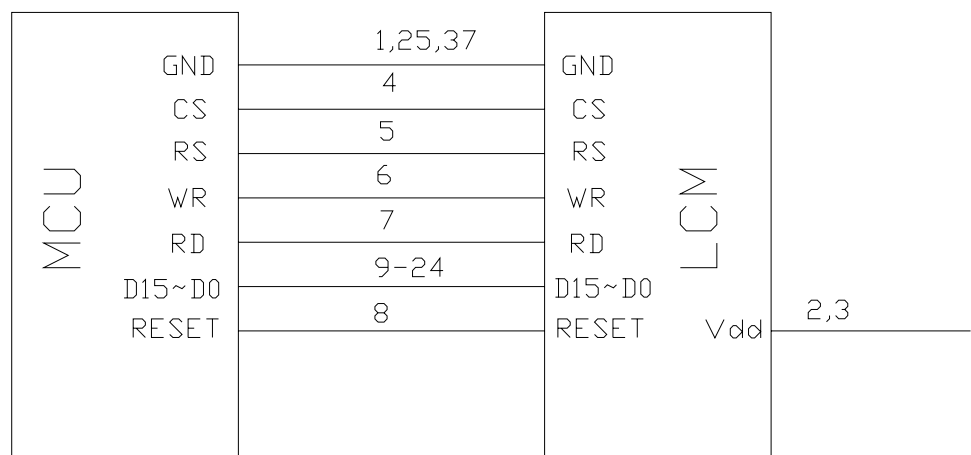 1,25,37
GND GND
4
CS CS
5
RS RS
6
WR WR
7
RD RD
9-24
D15~D0 D15~D0
8
RESET RESET
Vdd
2,3
MCU
LCM